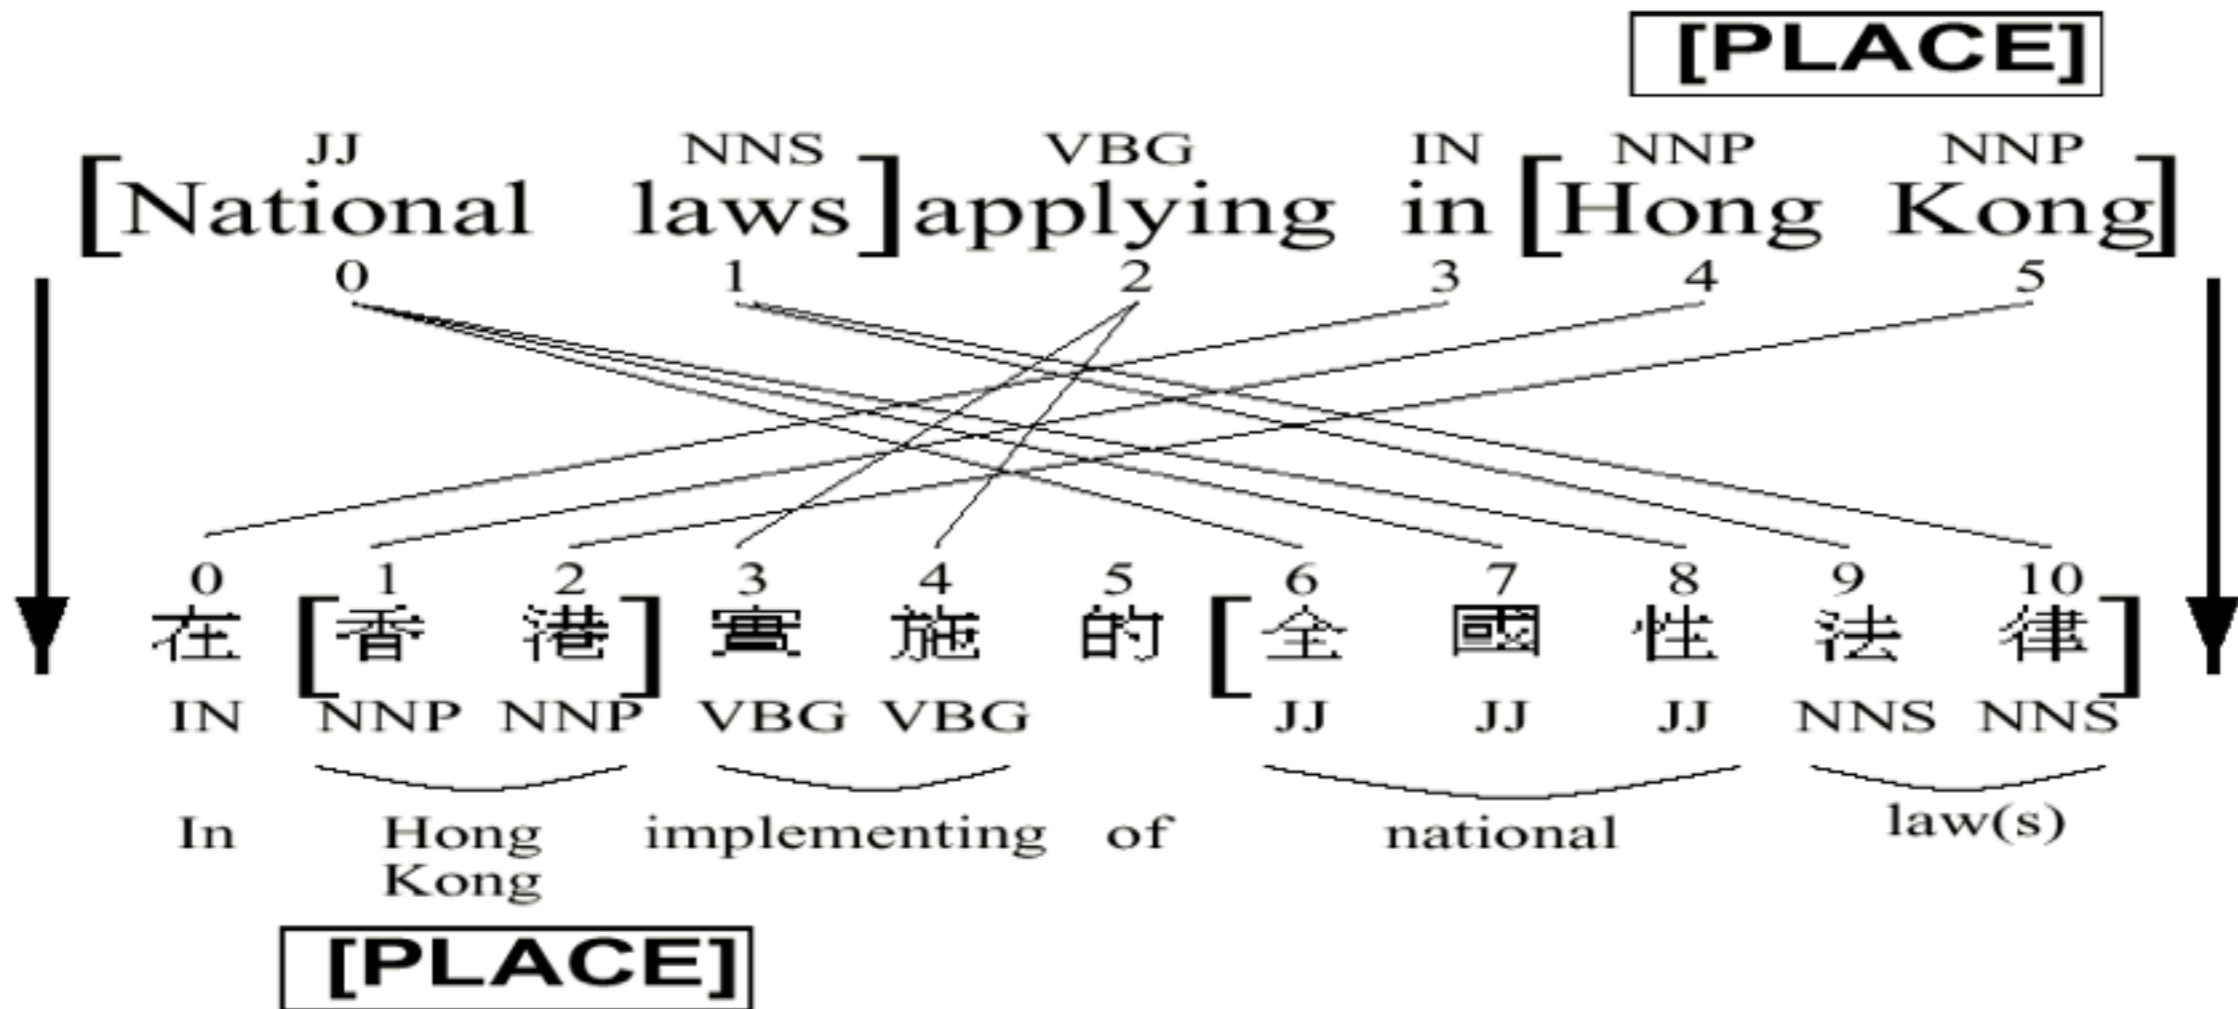 [PLACE]
JJ NNS VBG IN NNP NNP
[National laws] applying in [Hong Kong]
0 1 2 3 4 5
0 1 2 3 4 5 6 7 8 9 10
在 [香 港] 實 施 的 [全 國 性 法 律]
IN NNP NNP VBG VBG JJ JJ JJ NNS NNS
In Hong implementing of national law(s)
Kong
[PLACE]